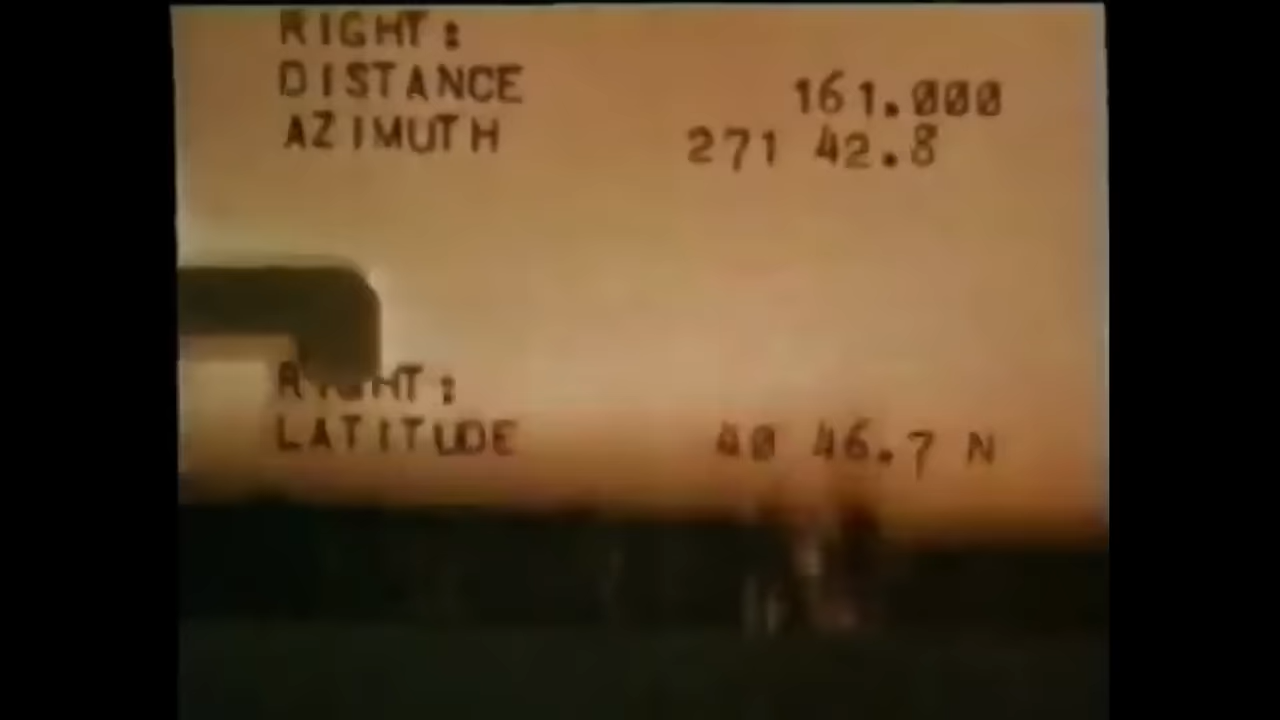 RIGHT:
DISTANCE 161.000
AZIMUTH 271 42.8
RIGHT:
LATITUDE 40 46.7 N